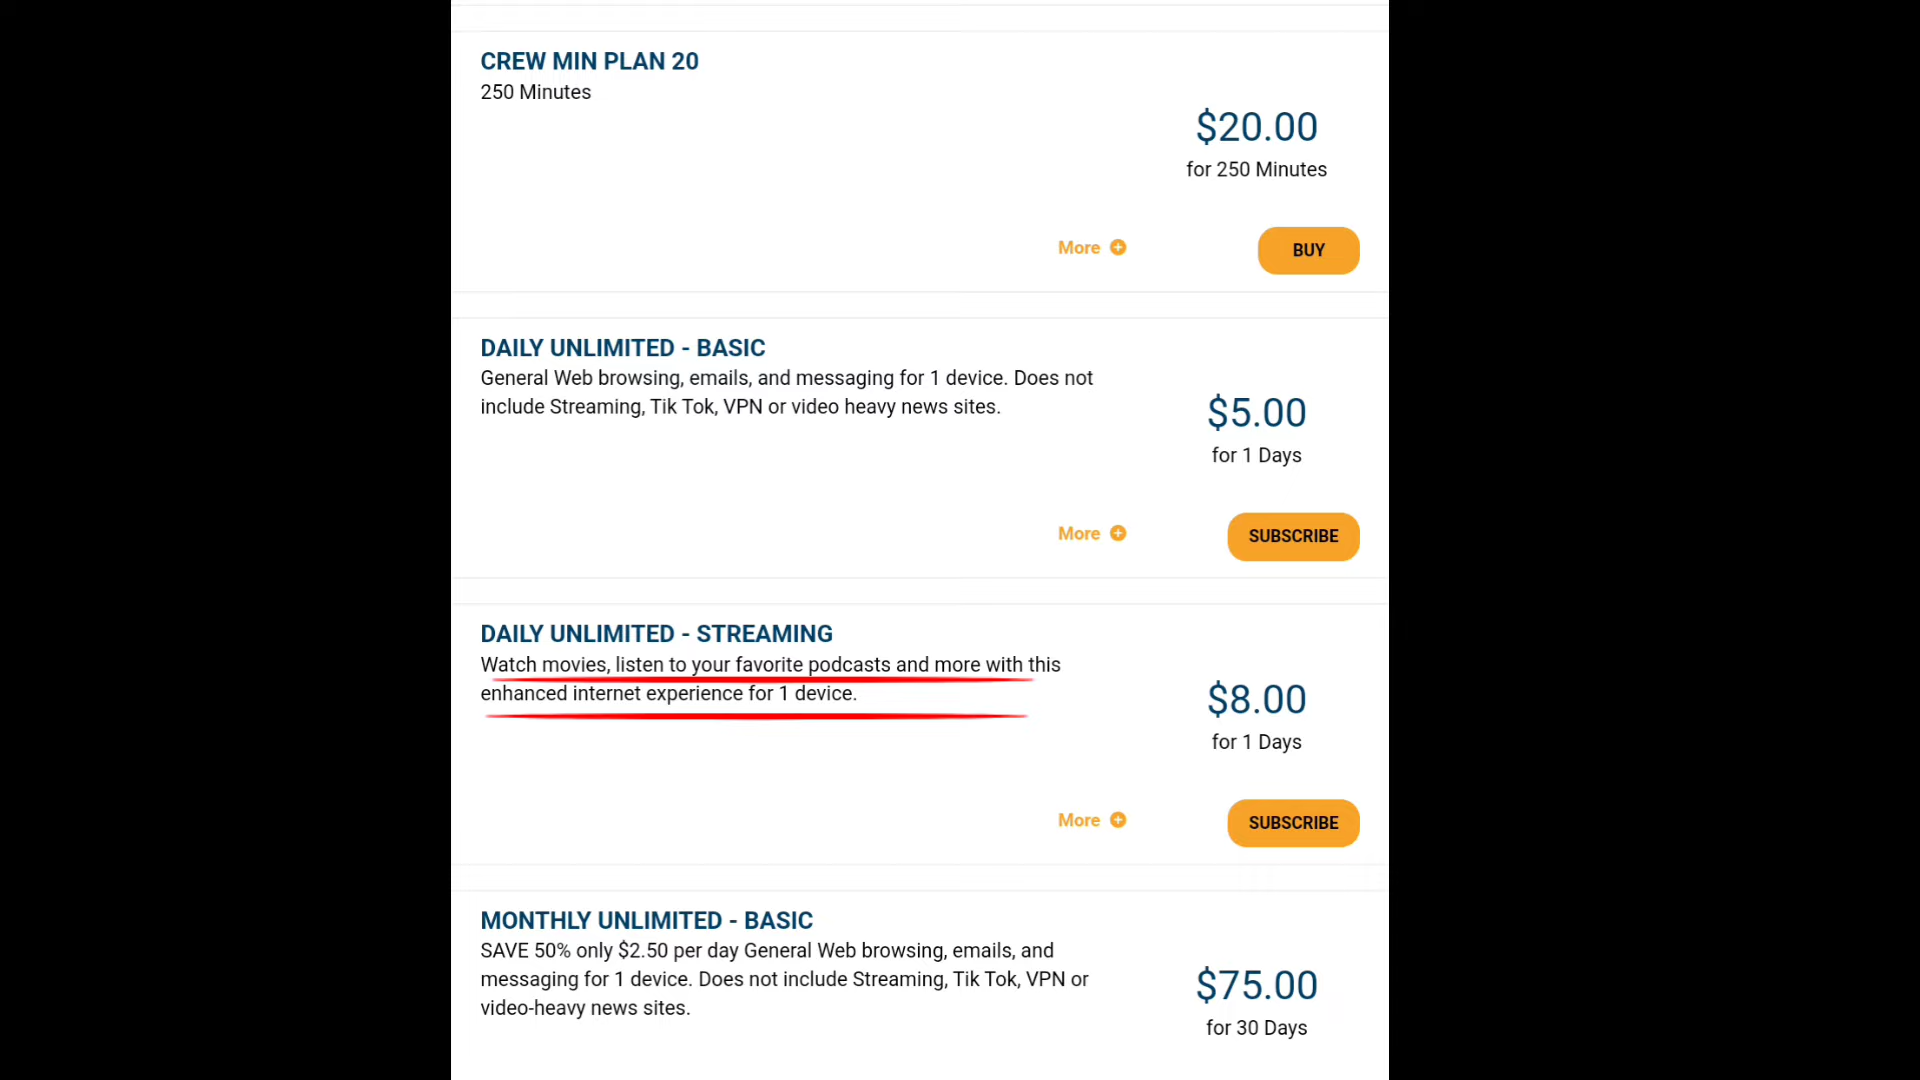 CREW MIN PLAN 20
250 Minutes
$20.00
for 250 Minutes
More
BUY
DAILY UNLIMITED - BASIC
General Web browsing, emails, and messaging for 1 device. Does not
include Streaming, Tik Tok, VPN or video heavy news sites.
$5.00
for 1 Days
More
SUBSCRIBE
DAILY UNLIMITED - STREAMING
Watch movies, listen to your favorite podcasts and more with this
enhanced internet experience for 1 device.
$8.00
for 1 Days
More
SUBSCRIBE
MONTHLY UNLIMITED - BASIC
SAVE 50% only $2.50 per day General Web browsing, emails, and
messaging for 1 device. Does not include Streaming, Tik Tok, VPN or
video-heavy news sites.
$75.00
for 30 Days